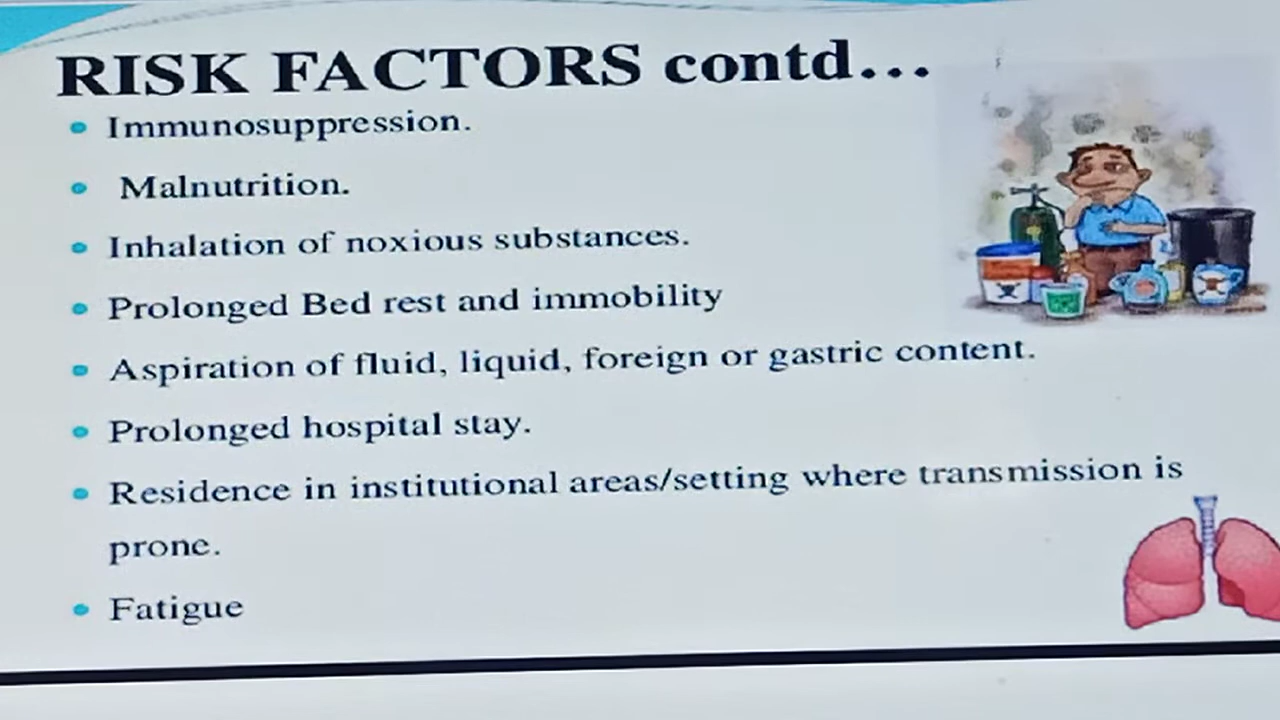 RISK FACTORS contd...
• Immunosuppression.
• Malnutrition.
• Inhalation of noxious substances.
• Prolonged Bed rest and immobility
• Aspiration of fluid, liquid, foreign or gastric content.
• Prolonged hospital stay.
• Residence in institutional areas/setting where transmission is
prone.
• Fatigue